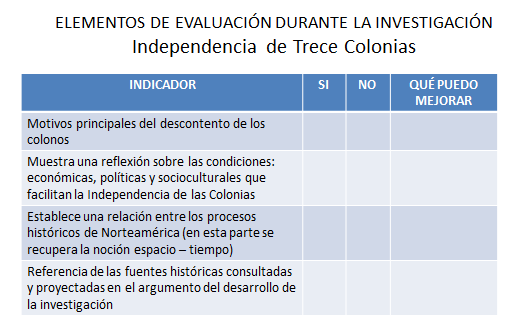 ELEMENTOS DE EVALUACIÓN DURANTE LA INVESTIGACIÓN
Independencia de Trece Colonias
INDICADOR
SI
NO
QUÉ PUEDO
MEJORAR
Motivos principales del descontento de los
colonos
Muestra una reflexión sobre las condiciones:
económicas, políticas y socioculturales que
facilitan la Independencia de las Colonias
Establece una relación entre los procesos
históricos de Norteamérica (en esta parte se
recupera la noción espacio – tiempo)
Referencia de las fuentes históricas consultadas
y proyectadas en el argumento del desarrollo de
la investigación